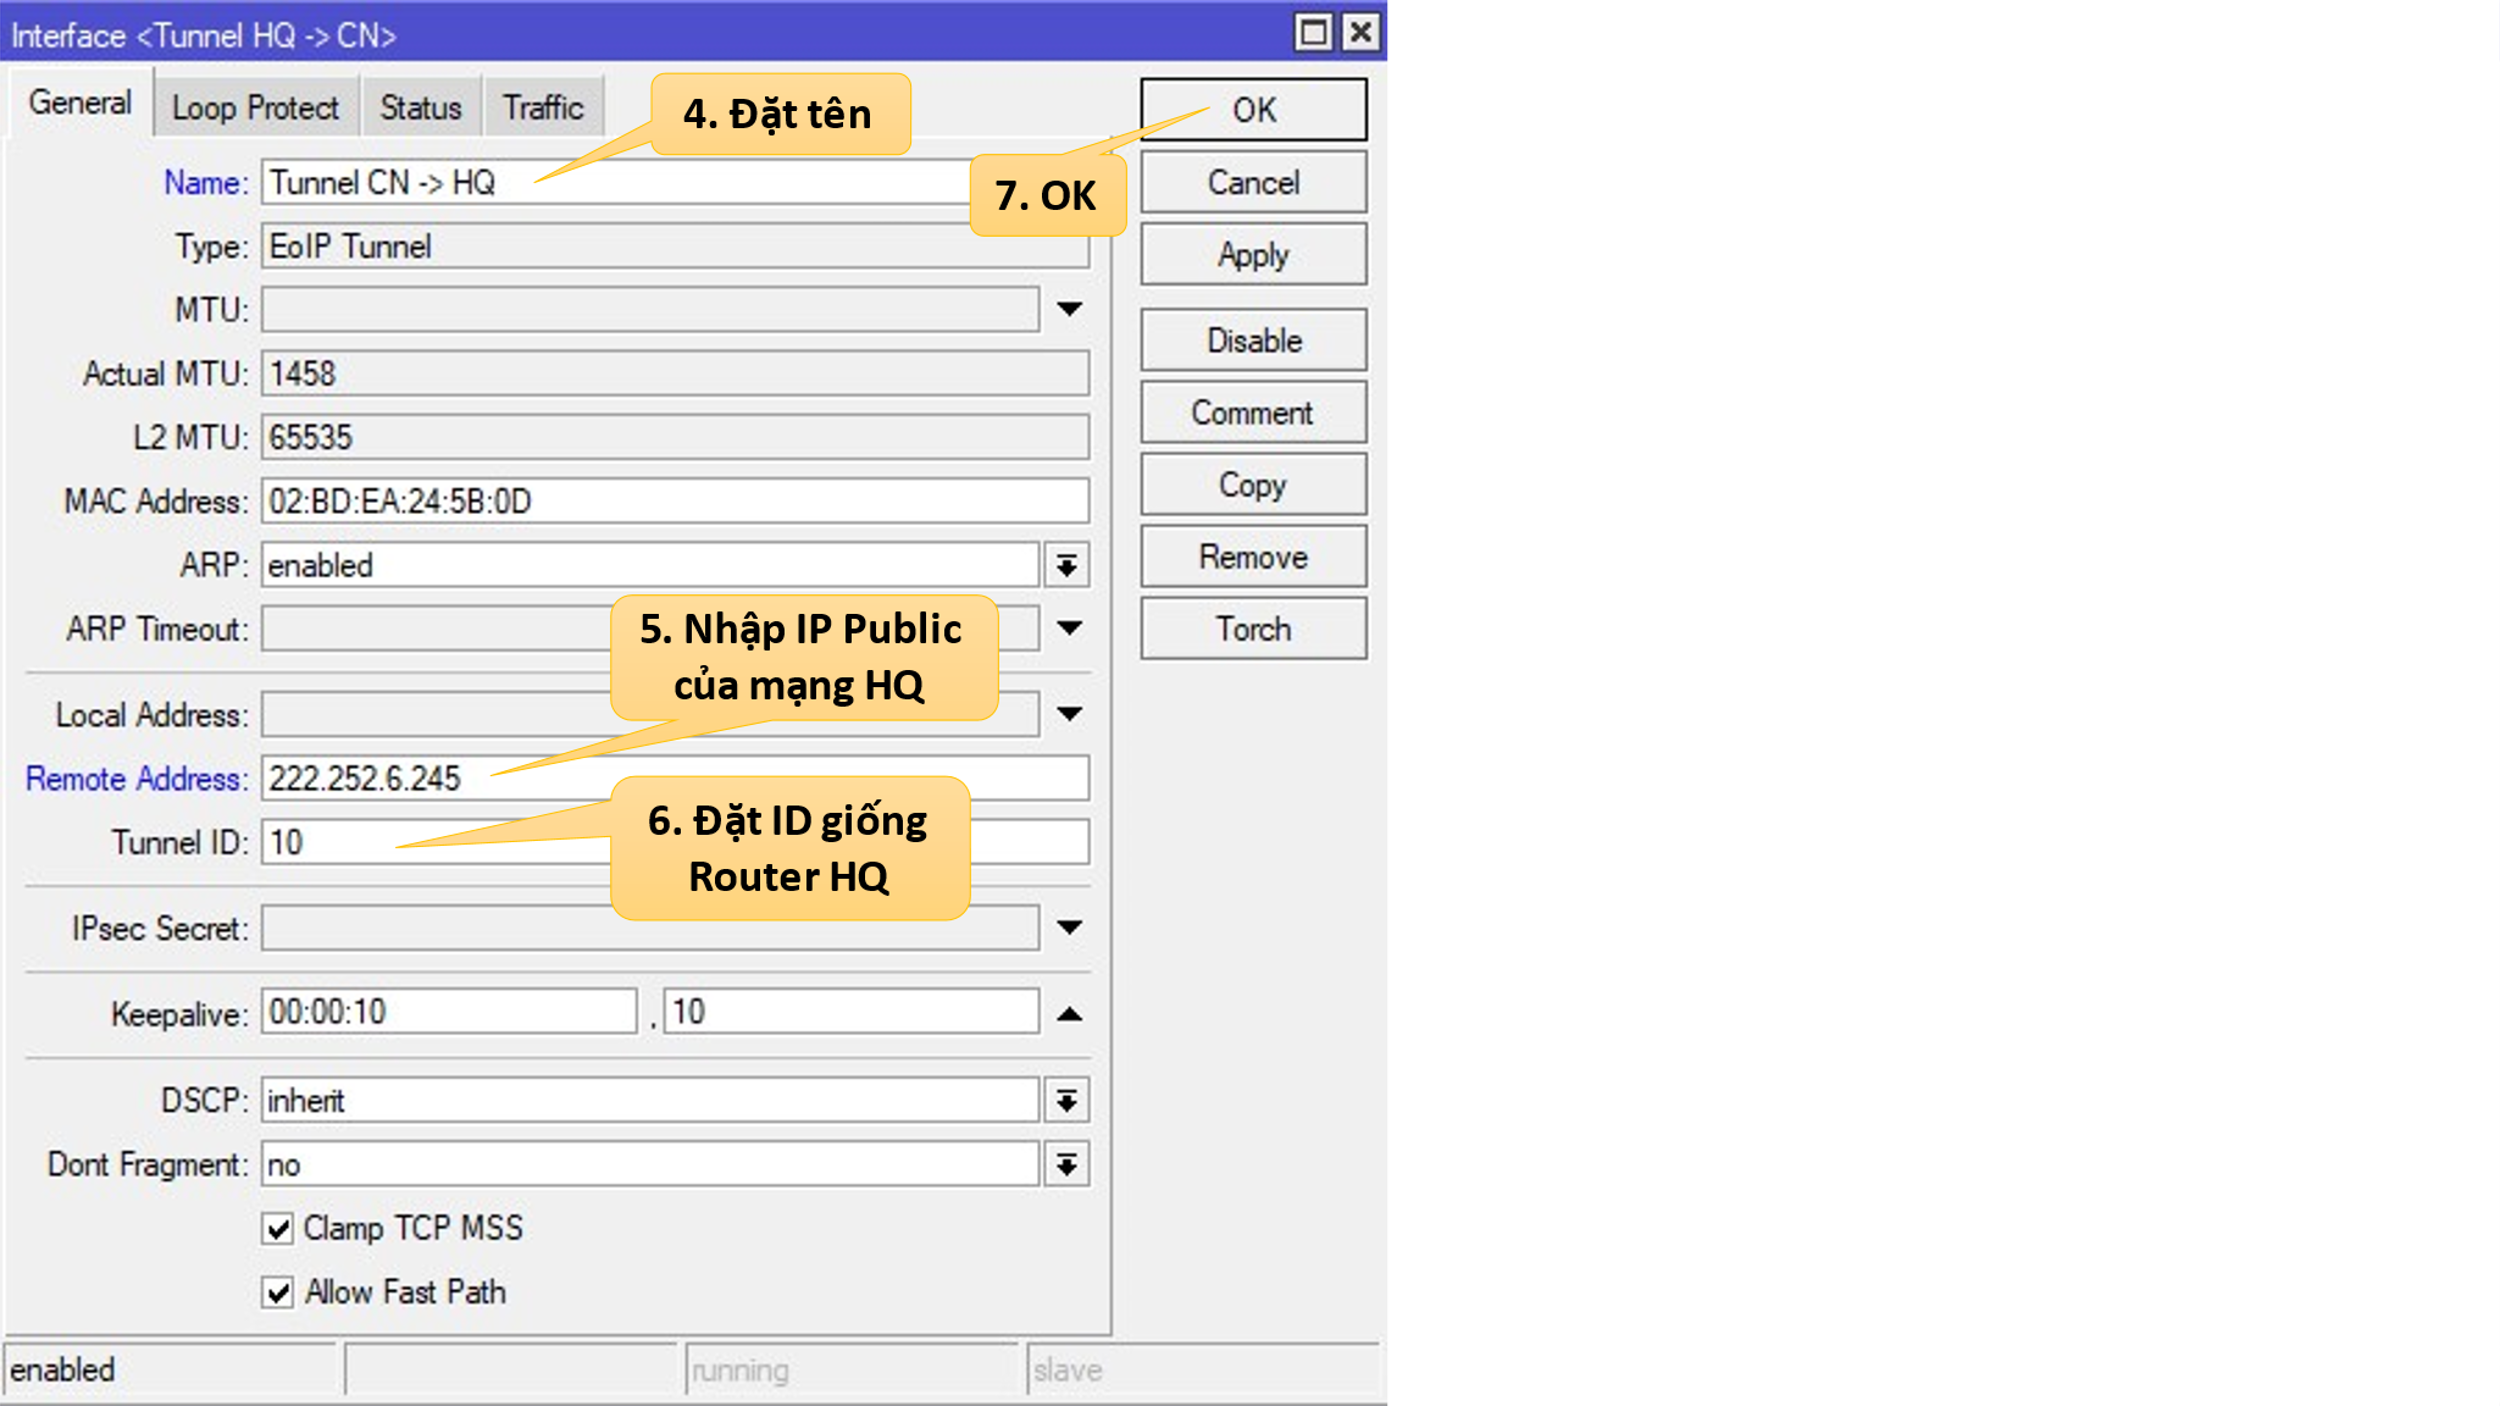 Interface <Tunnel HQ -> CN>
General
Loop Protect
Status
Traffic
4. Đặt tên
OK
Name:
Tunnel CN -> HQ
7. OK
Cancel
Type:
EoIP Tunnel
Apply
MTU:
Disable
Actual MTU:
1458
Comment
L2 MTU:
65535
Copy
MAC Address:
02:BD:EA:24:5B:0D
Remove
ARP:
enabled
ARP Timeout:
Torch
5. Nhập IP Public
của mạng HQ
Local Address:
Remote Address:
222.252.6.245
6. Đặt ID giống
Router HQ
Tunnel ID:
10
IPsec Secret:
Keepalive:
00:00:10
,
10
DSCP:
inherit
Dont Fragment:
no
Clamp TCP MSS
Allow Fast Path
enabled
running
slave